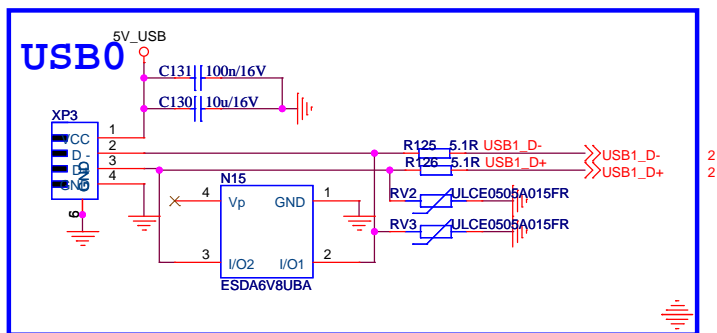 USB0
5V_USB
C131 100n/16V
C130 10u/16V
XP3
VCC 1
D - 2
D+ 3
GND 4
GND
6
R125 5.1R USB1_D-
USB1_D- 2
R126 5.1R USB1_D+
USB1_D+ 2
N15
4 Vp GND 1
3 I/O2 I/O1 2
ESDA6V8UBA
RV2 ULCE0505A015FR
RV3 ULCE0505A015FR